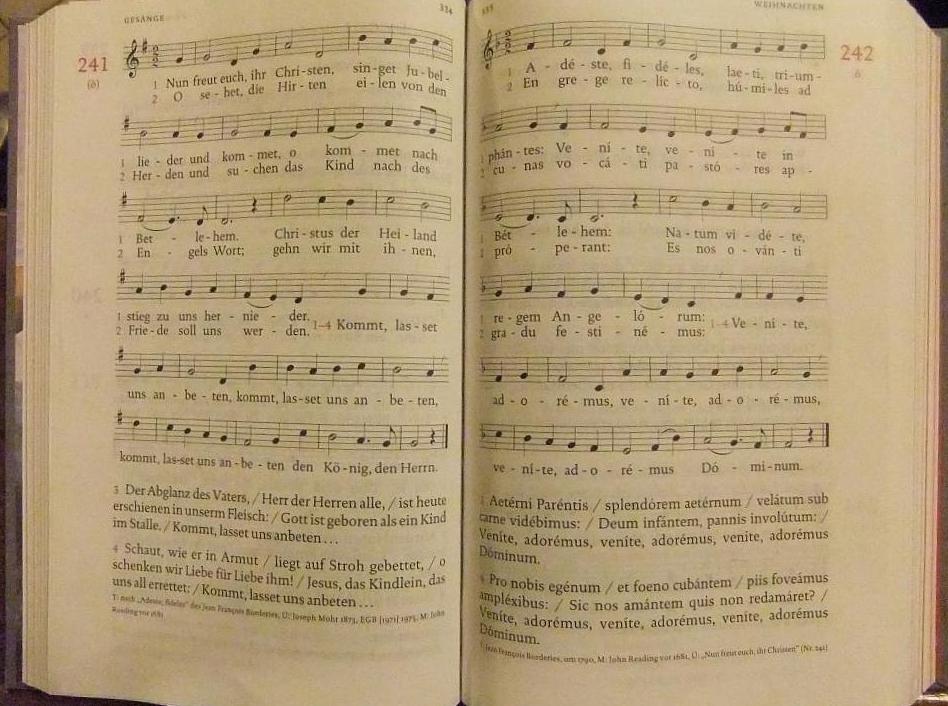 GESÄNGE
334
241
(ö)
1 Nun freut euch, ihr Chri - sten, sin - get Ju - bel -
2 O se - het, die Hir - ten ei - len von den
1 lie - der und kom - met, o kom - met nach
2 Her - den und su - chen das Kind nach des
1 Bet - le - hem. Chri - stus der Hei - land
2 En - gels Wort; gehn wir mit ih - nen,
1 stieg zu uns her - nie - der.
2 Frie - de soll uns wer - den. 1–4 Kommt, las - set
uns an - be - ten, kommt, las - set uns an - be - ten,
kommt, las - set uns an - be - ten den Kö - nig, den Herrn.
3 Der Abglanz des Vaters, / Herr der Herren alle, / ist heute
erschienen in unserm Fleisch: / Gott ist geboren als ein Kind
im Stalle. / Kommt, lasset uns anbeten ...
4 Schaut, wie er in Armut / liegt auf Stroh gebettet, / o
schenken wir Liebe für Liebe ihm! / Jesus, das Kindlein, das
uns all errettet: / Kommt, lasset uns anbeten ...
T: nach „Adeste, fideles“ des Jean François Borderies, Ü: Joseph Mohr 1873, EGB [1971] 1975, M: John
Reading vor 1681
335
WEIHNACHTEN
242
ö
1 A - dé - ste, fi - dé - les, lae - ti, tri - um -
2 En gre - ge re - líc - to, hú - mi - les ad
1 phán - tes: Ve - ní - te, ve - ní - te in
2 cu - nas vo - cá - ti pa - stó - res ap -
1 Bét - le - hem: Na - tum vi - dé - te,
2 pró - pe - rant: Es nos o - ván - ti
1 re - gem An - ge - ló - rum: 1–4 Ve - ní - te,
2 gra - du fe - sti - né - mus:
ad - o - ré - mus, ve - ní - te, ad - o - ré - mus,
ve - ní - te, ad - o - ré - mus Dó - mi - num.
3 Aetérni Paréntis / splendórem aetérnum / velátum sub
carne vidébimus: / Deum infántem, pannis involútum: /
Veníte, adorémus, veníte, adorémus, veníte, adorémus
Dóminum.
4 Pro nobis egénum / et foeno cubántem / piis foveámus
ampléxibus: / Sic nos amántem quis non redamáret? /
Veníte, adorémus, veníte, adorémus, veníte, adorémus
Dóminum.
T: Jean François Borderies, um 1790, M: John Reading vor 1681, Ü: „Nun freut euch, ihr Christen“ (Nr. 241)